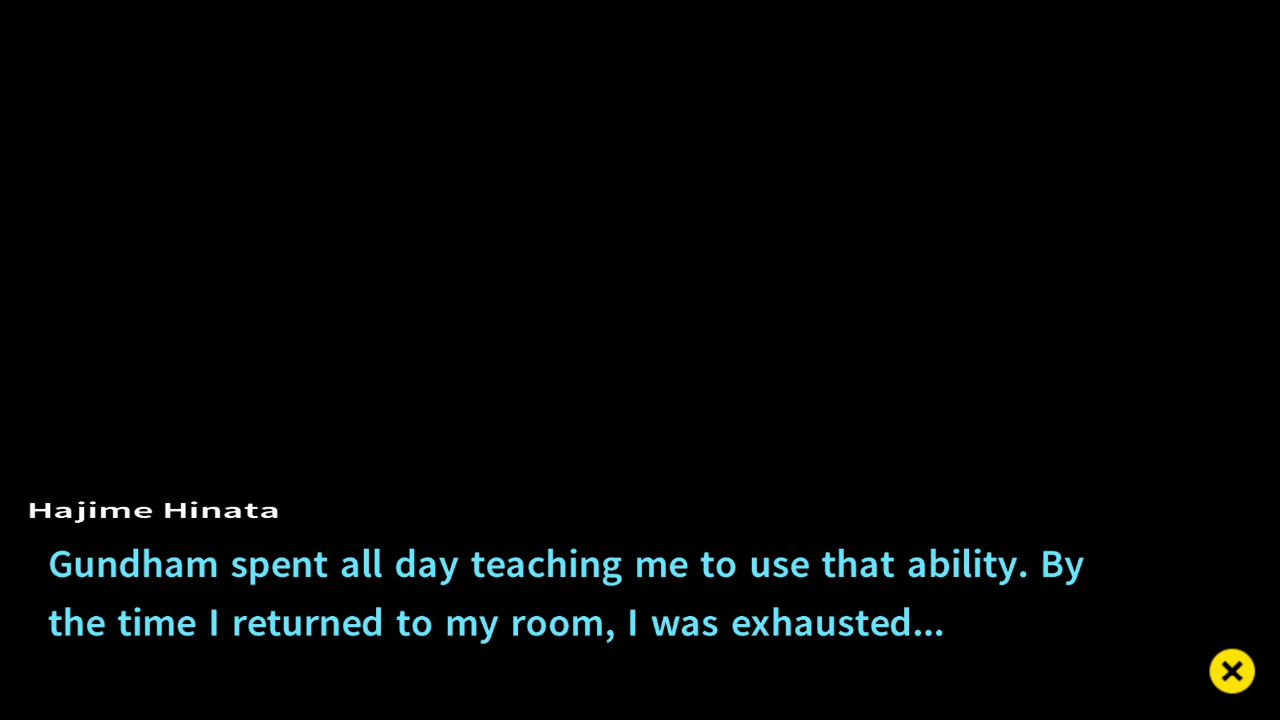 Hajime Hinata
Gundham spent all day teaching me to use that ability. By
the time I returned to my room, I was exhausted...